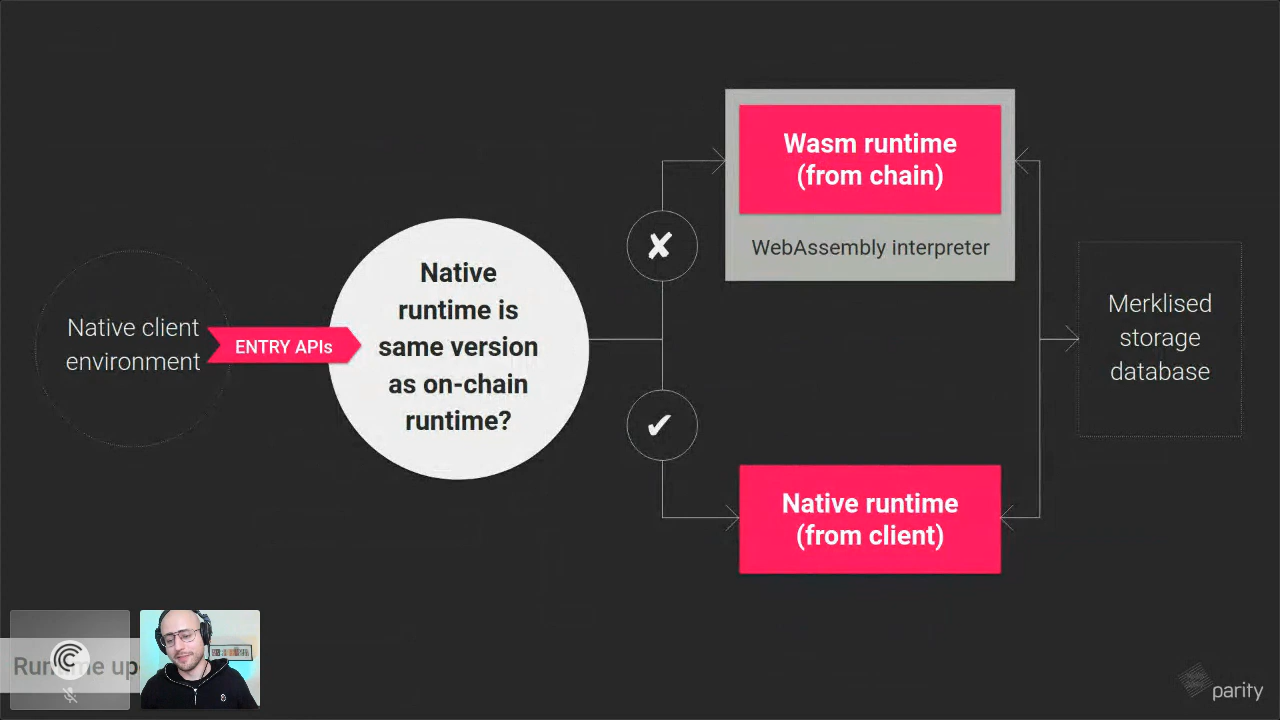 Wasm runtime
(from chain)
WebAssembly interpreter
Native client
environment
ENTRY APIs
Native
runtime is
same version
as on-chain
runtime?
✘
✔
Merklised
storage
database
Native runtime
(from client)
parity